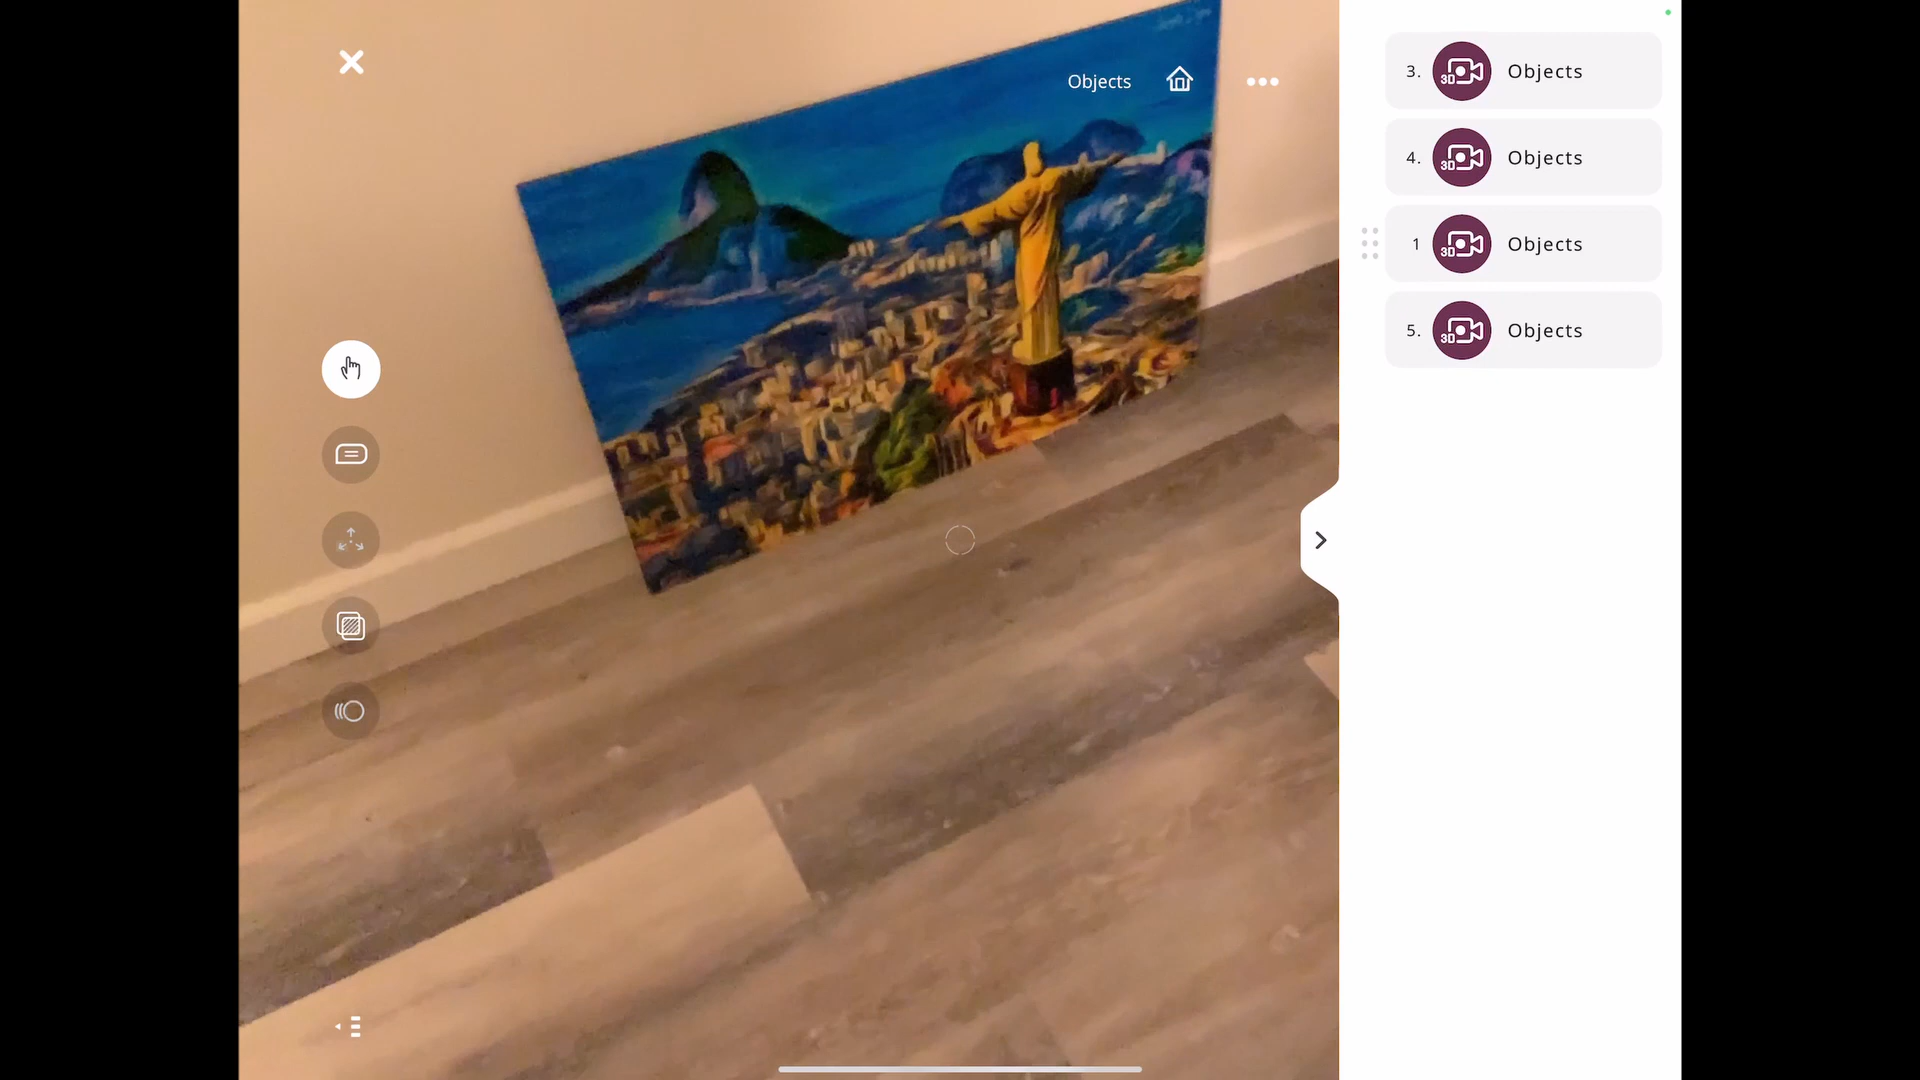 Objects
3. 3D Objects
4. 3D Objects
1 3D Objects
5. 3D Objects